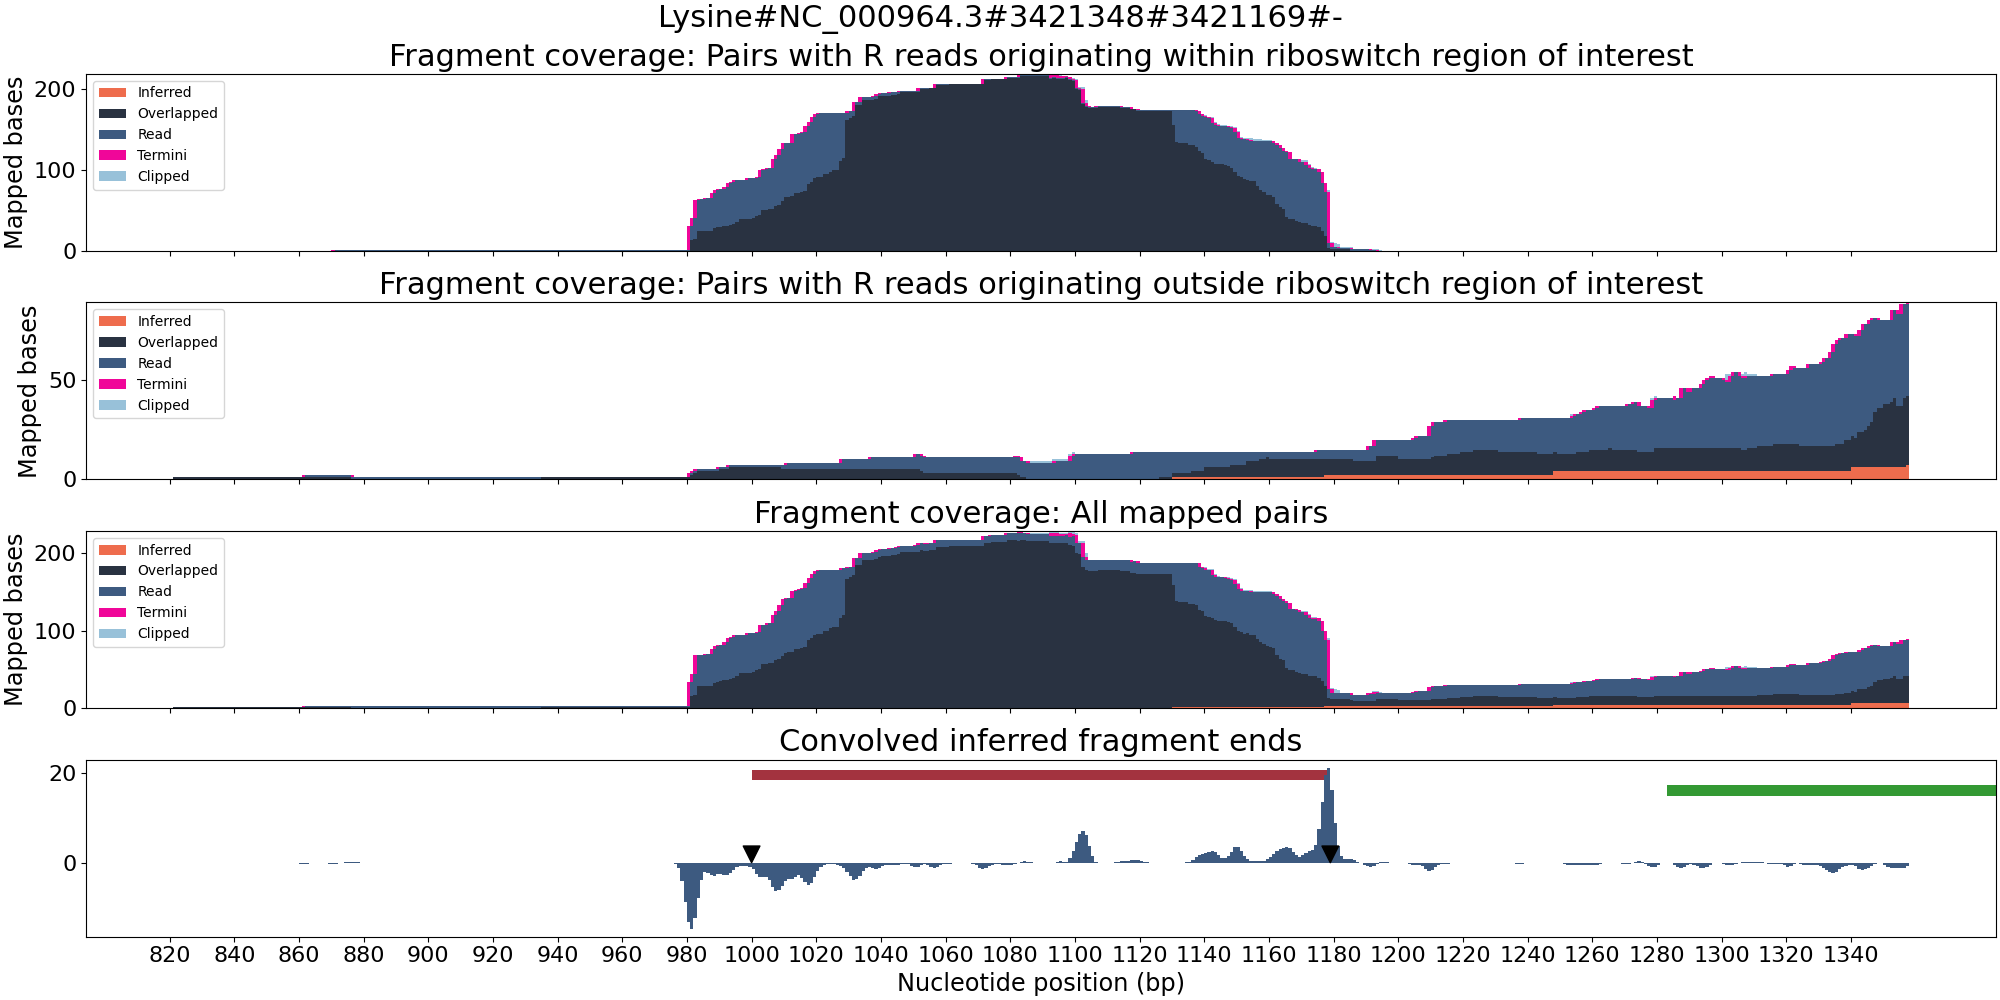 Lysine#NC_000964.3#3421348#3421169#-
Fragment coverage: Pairs with R reads originating within riboswitch region of interest
Mapped bases
200
100
0
Inferred
Overlapped
Read
Termini
Clipped
Fragment coverage: Pairs with R reads originating outside riboswitch region of interest
Mapped bases
50
0
Inferred
Overlapped
Read
Termini
Clipped
Fragment coverage: All mapped pairs
Mapped bases
200
100
0
Inferred
Overlapped
Read
Termini
Clipped
Convolved inferred fragment ends
20
0
820 840 860 880 900 920 940 960 980 1000 1020 1040 1060 1080 1100 1120 1140 1160 1180 1200 1220 1240 1260 1280 1300 1320 1340
Nucleotide position (bp)